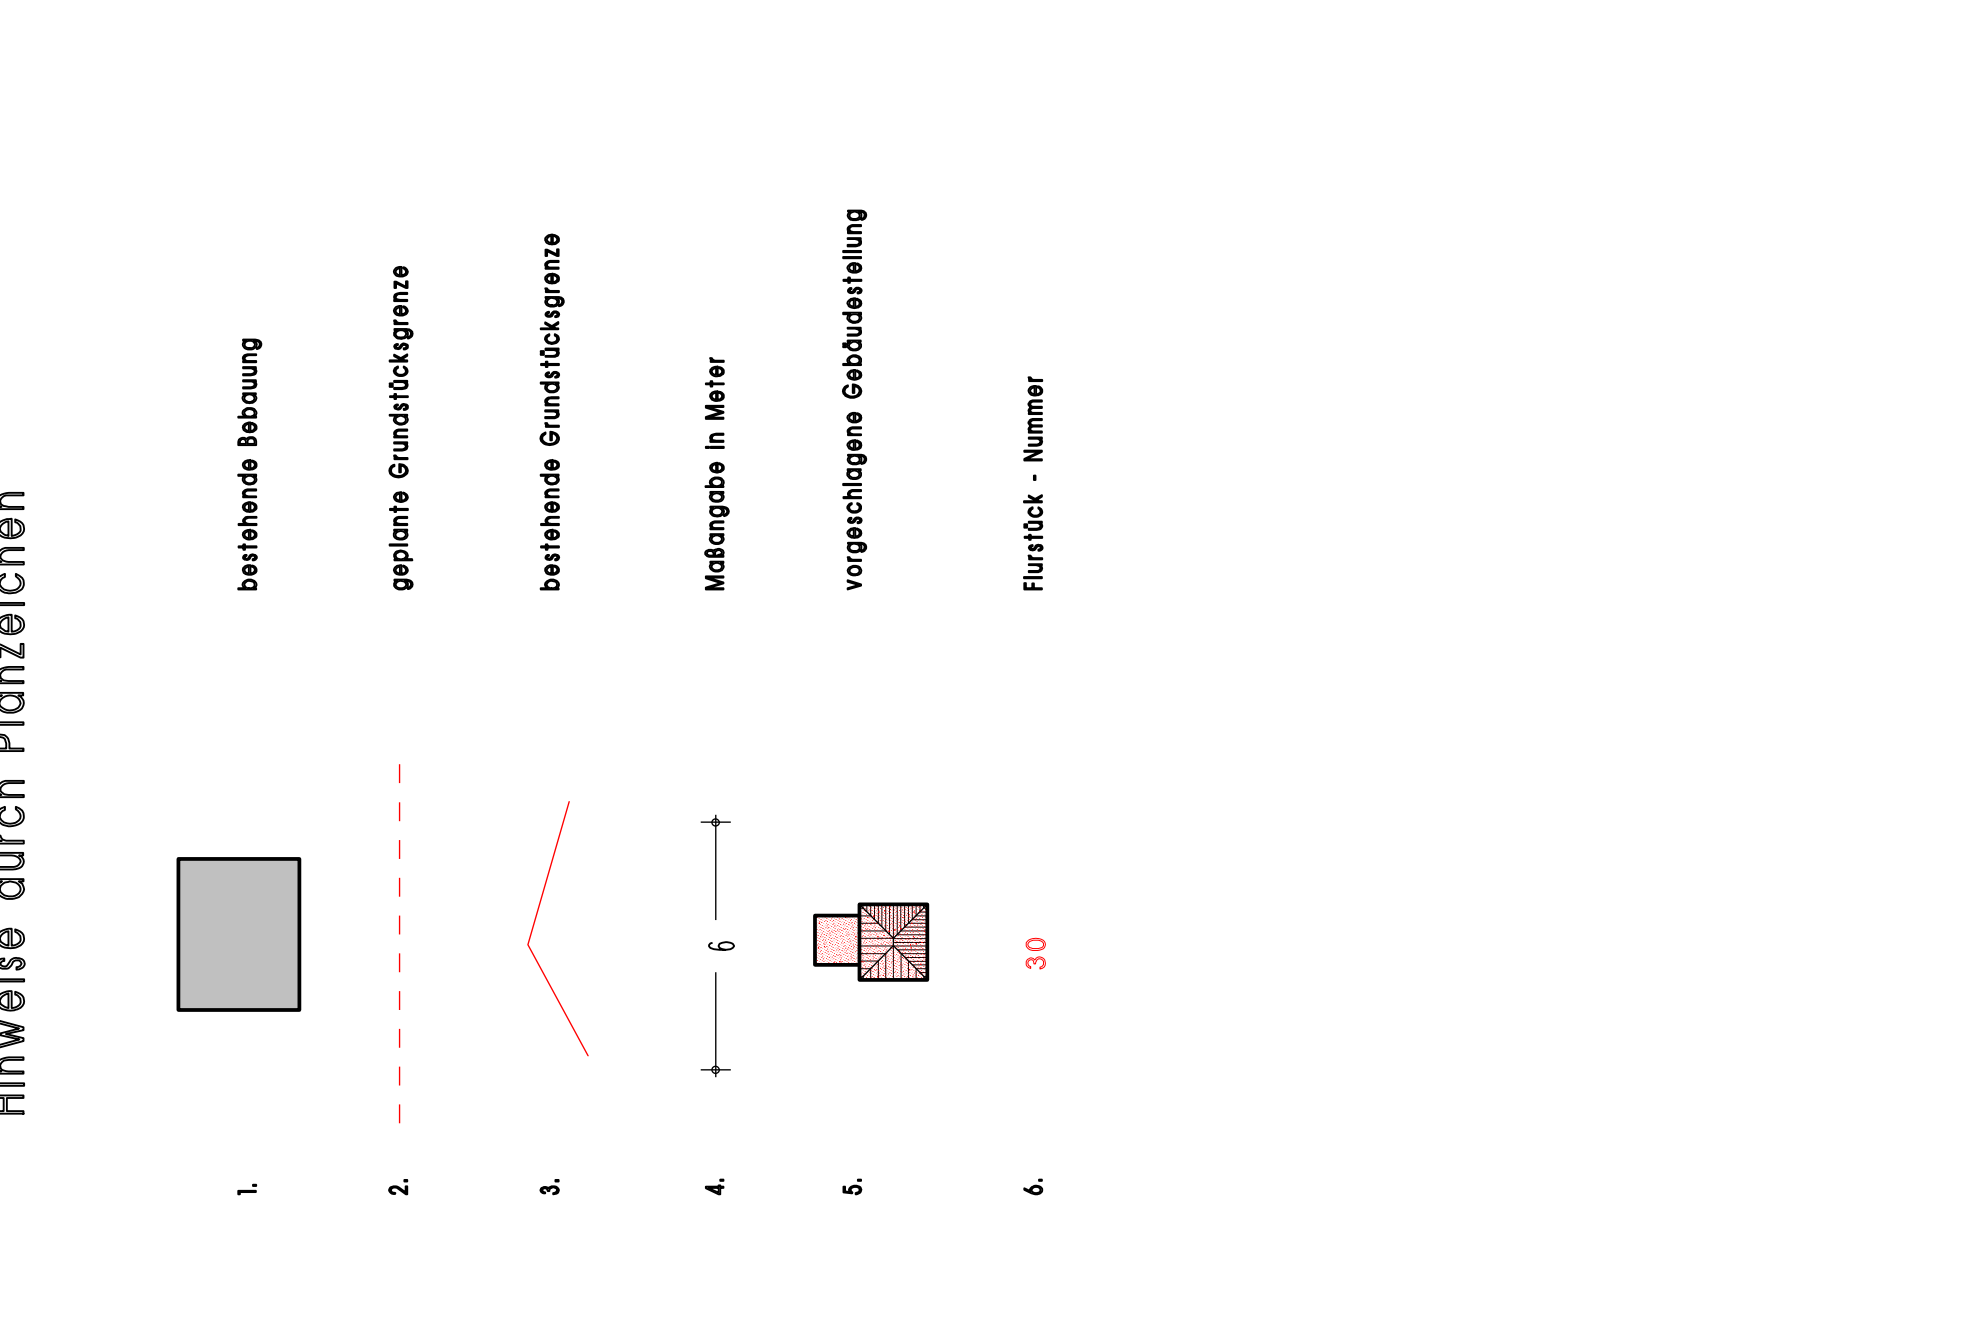 Hinweise durch Planzeichen
1. bestehende Bebauung
2. geplante Grundstücksgrenze
3. bestehende Grundstücksgrenze
4. 6 Maßangabe in Meter
5. vorgeschlagene Gebäudestellung
6. 30 Flurstück - Nummer